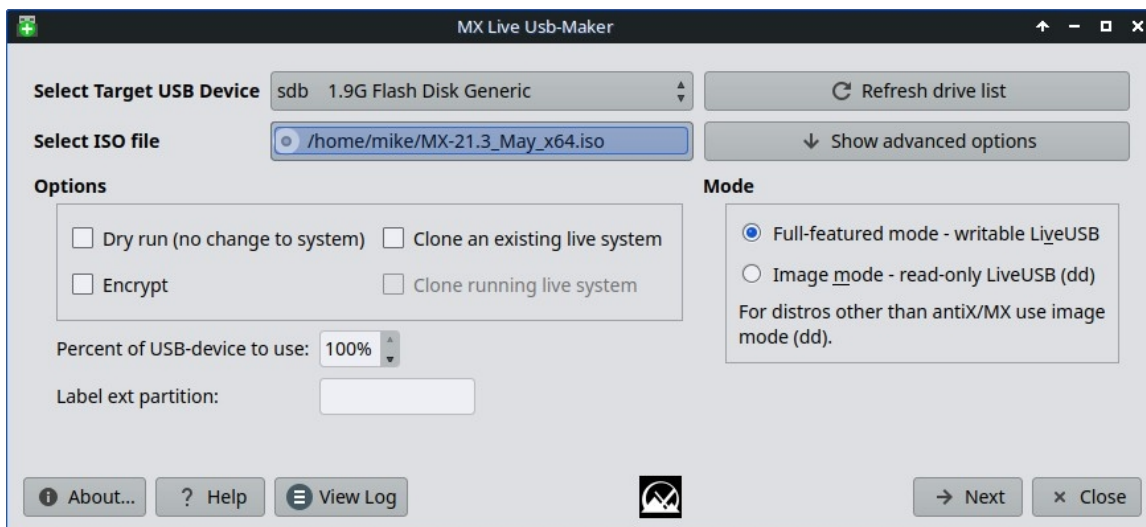 MX Live Usb-Maker
Select Target USB Device sdb 1.9G Flash Disk Generic Refresh drive list
Select ISO file /home/mike/MX-21.3_May_x64.iso Show advanced options
Options
Dry run (no change to system) Clone an existing live system
Encrypt Clone running live system
Percent of USB-device to use: 100%
Label ext partition:
Mode
Full-featured mode - writable LiveUSB
Image mode - read-only LiveUSB (dd)
For distros other than antiX/MX use image
mode (dd).
About... ? Help View Log Next Close